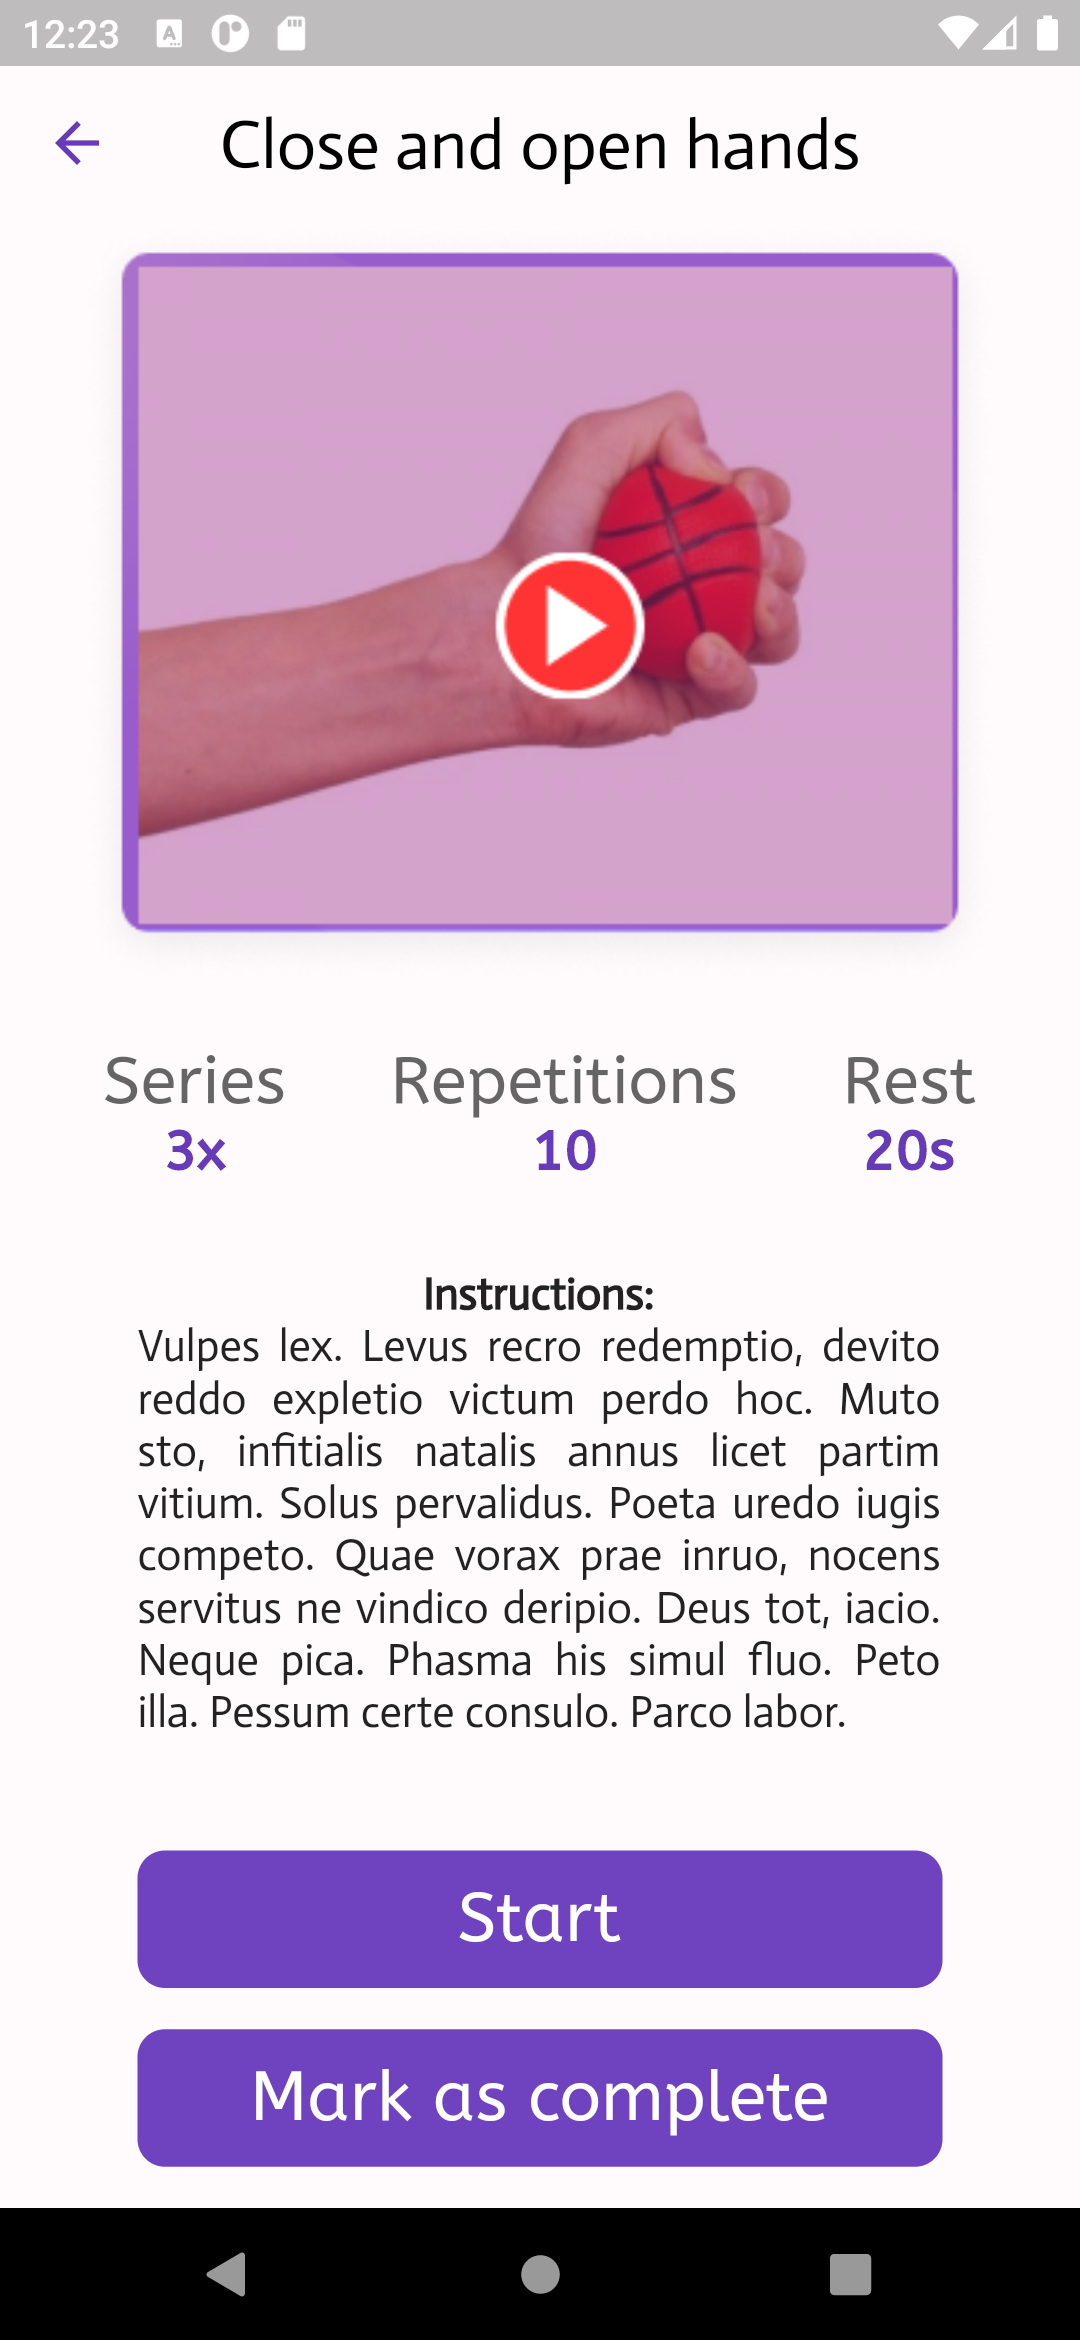 12:23
Close and open hands
Series Repetitions Rest
3x 10 20s
Instructions:
Vulpes lex. Levus recro redemptio, devito
reddo expletio victum perdo hoc. Muto
sto, infitialis natalis annus licet partim
vitium. Solus pervalidus. Poeta uredo iugis
competo. Quae vorax prae inruo, nocens
servitus ne vindico deripio. Deus tot, iacio.
Neque pica. Phasma his simul fluo. Peto
illa. Pessum certe consulo. Parco labor.
Start
Mark as complete